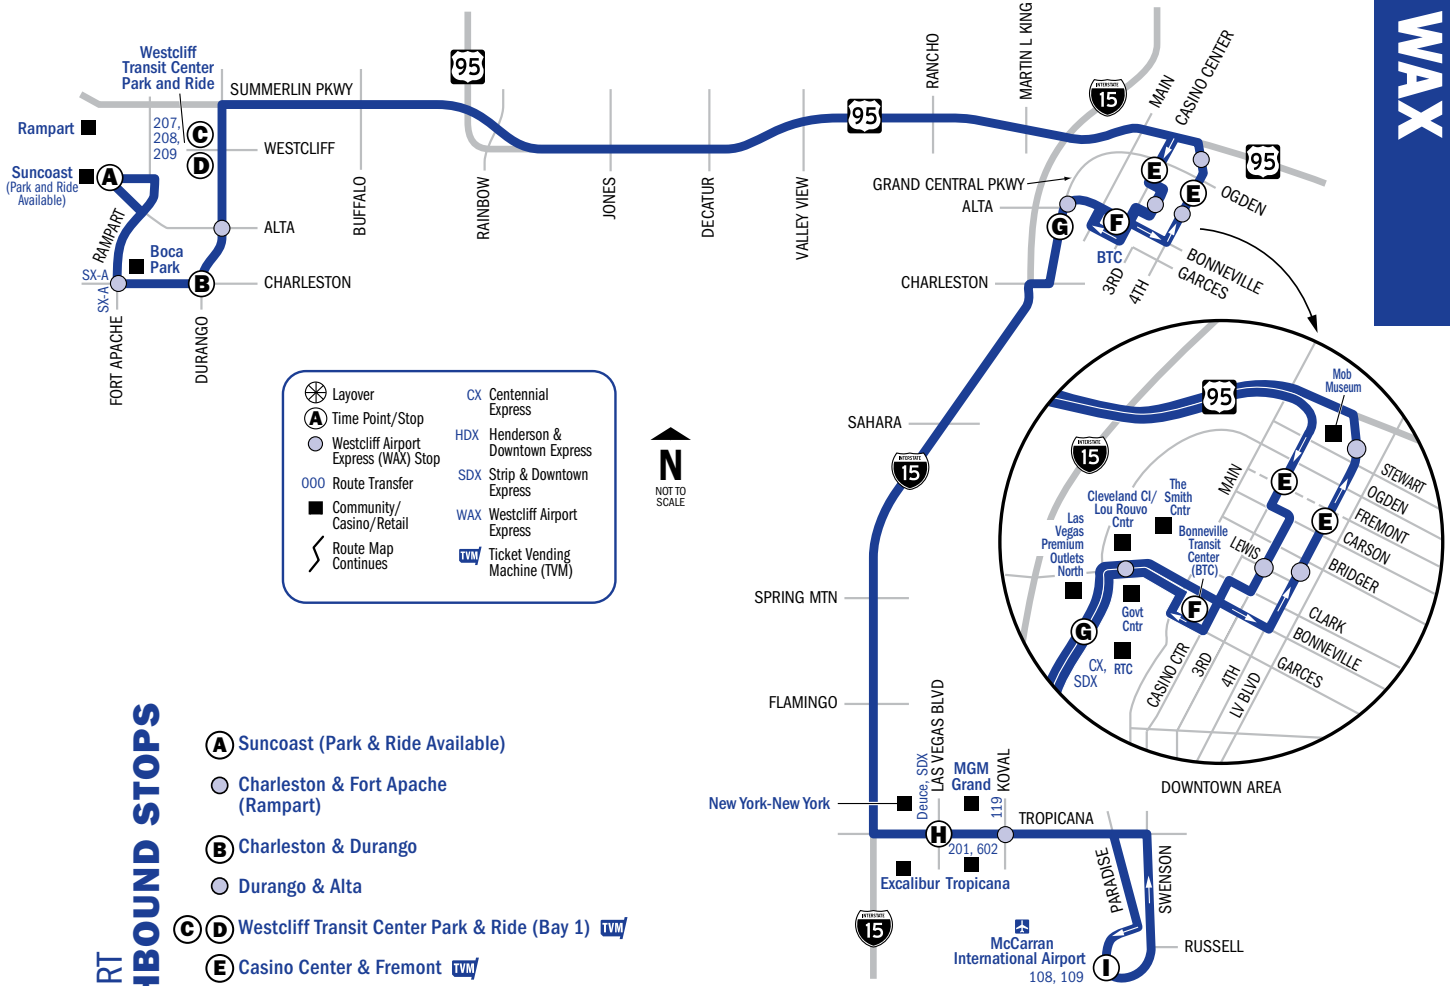 WAX
Westcliff
Transit Center
Park and Ride
SUMMERLIN PKWY
95
RANCHO
MARTIN L KING
INTERSTATE
15
MAIN
CASINO CENTER
95
95
Rampart
207,
208,
209
C
D
WESTCLIFF
Suncoast
(Park and Ride
Available)
A
RAMPART
ALTA
Boca
Park
SX-A
SX-A
B
CHARLESTON
FORT APACHE
DURANGO
BUFFALO
RAINBOW
JONES
DECATUR
VALLEY VIEW
GRAND CENTRAL PKWY
ALTA
G
F
E
E
OGDEN
BTC
3RD
4TH
BONNEVILLE
GARCES
CHARLESTON
SAHARA
INTERSTATE
15
SPRING MTN
FLAMINGO
Layover
A Time Point/Stop
Westcliff Airport
Express (WAX) Stop
000 Route Transfer
Community/
Casino/Retail
Route Map
Continues
CX Centennial
Express
HDX Henderson &
Downtown Express
SDX Strip & Downtown
Express
WAX Westcliff Airport
Express
TVM Ticket Vending
Machine (TVM)
N
NOT TO
SCALE
95
INTERSTATE
15
Mob
Museum
MAIN
STEWART
OGDEN
FREMONT
CARSON
BRIDGER
CLARK
BONNEVILLE
GARCES
E
E
The
Smith
Cntr
Cleveland Cl/
Lou Rouvo
Cntr
Las
Vegas
Premium
Outlets
North
Bonneville
Transit
Center
(BTC)
LEWIS
F
G
Govt
Cntr
RTC
CX,
SDX
CASINO CTR
3RD
4TH
LV BLVD
DOWNTOWN AREA
New York-New York
Deuce, SDX
LAS VEGAS BLVD
MGM
Grand
119
KOVAL
TROPICANA
H
201, 602
Excalibur
Tropicana
INTERSTATE
15
PARADISE
SWENSON
RUSSELL
McCarran
International Airport
108, 109
I
RT
HBOUND STOPS
A Suncoast (Park & Ride Available)
Charleston & Fort Apache
(Rampart)
B Charleston & Durango
Durango & Alta
C D Westcliff Transit Center Park & Ride (Bay 1) TVM
E Casino Center & Fremont TVM